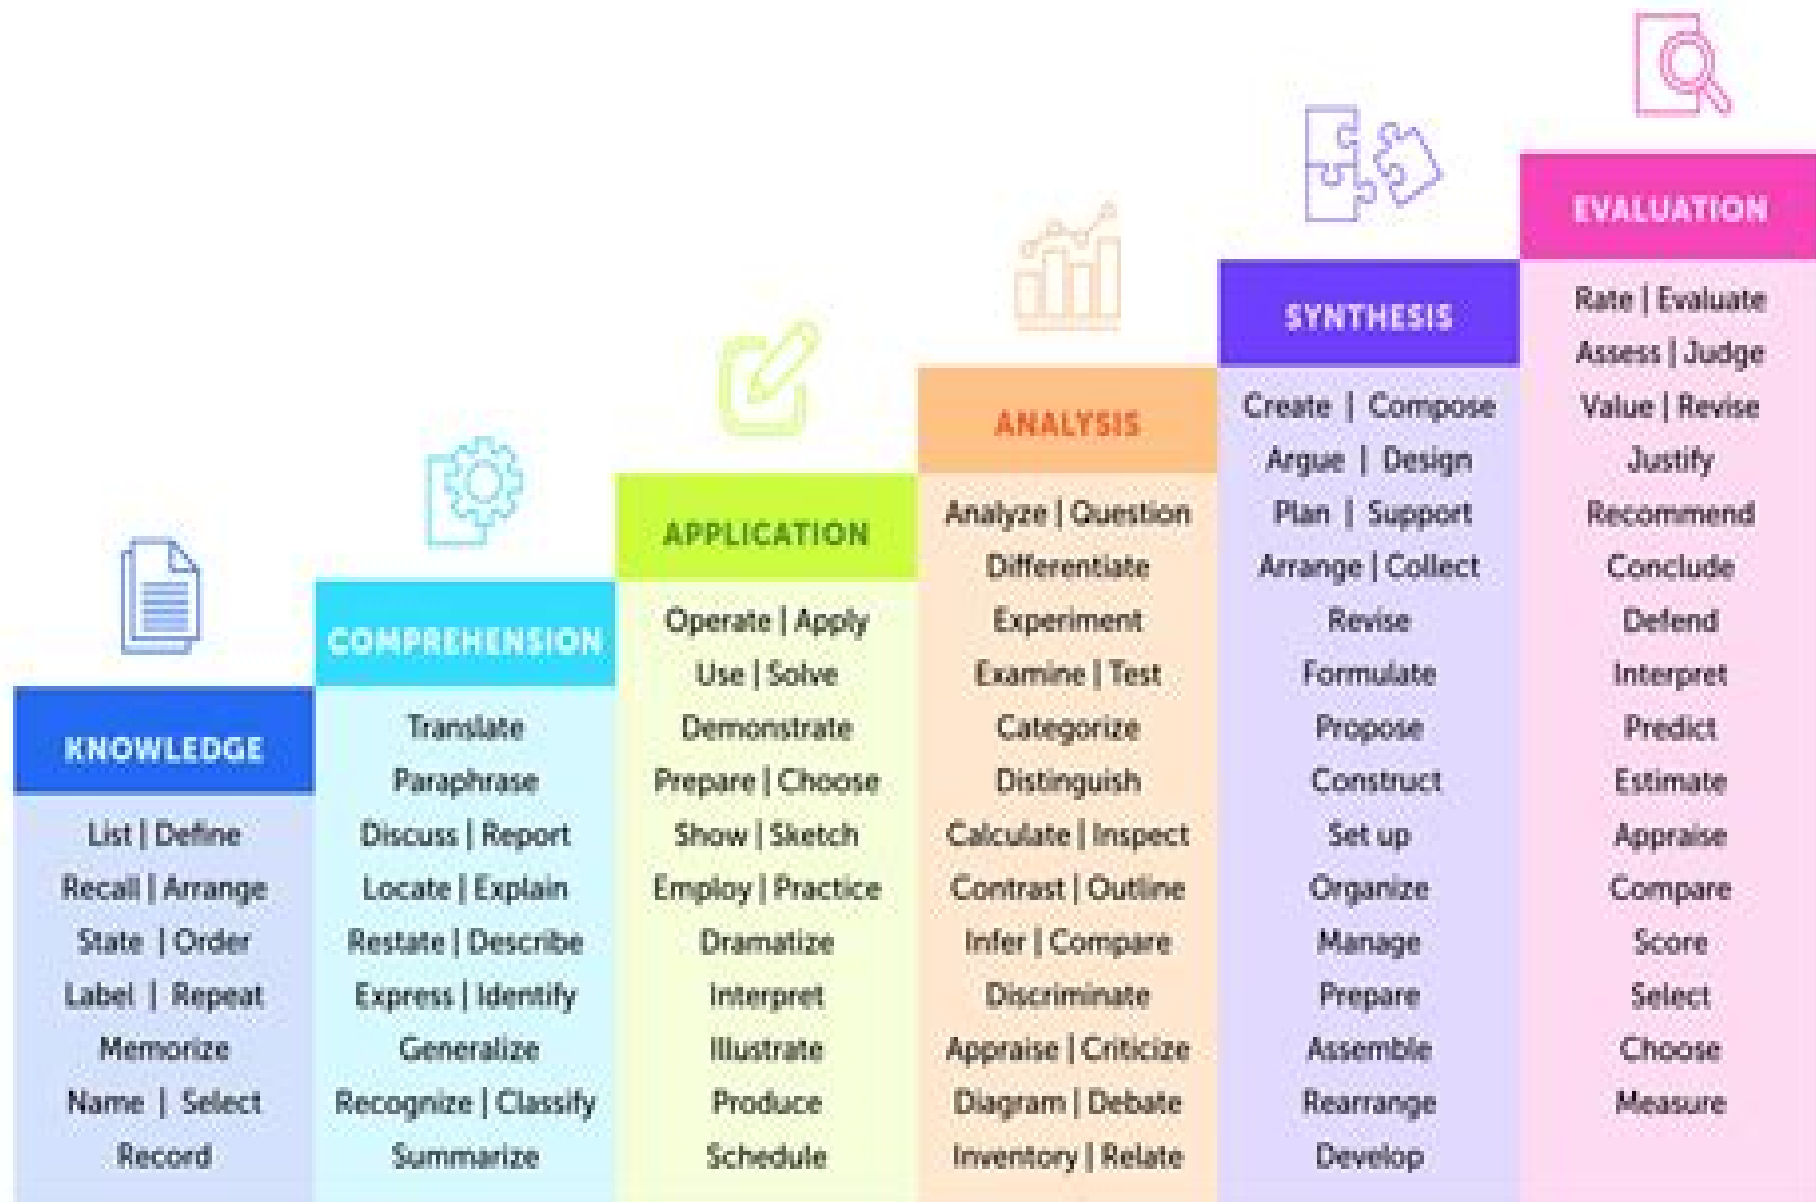 KNOWLEDGE
List | Define
Recall | Arrange
State | Order
Label | Repeat
Memorize
Name | Select
Record
COMPREHENSION
Translate
Paraphrase
Discuss | Report
Locate | Explain
Restate | Describe
Express | Identify
Generalize
Recognize | Classify
Summarize
APPLICATION
Operate | Apply
Use | Solve
Demonstrate
Prepare | Choose
Show | Sketch
Employ | Practice
Dramatize
Interpret
Illustrate
Produce
Schedule
ANALYSIS
Analyze | Question
Differentiate
Experiment
Examine | Test
Categorize
Distinguish
Calculate | Inspect
Contrast | Outline
Infer | Compare
Discriminate
Appraise | Criticize
Diagram | Debate
Inventory | Relate
SYNTHESIS
Create | Compose
Argue | Design
Plan | Support
Arrange | Collect
Revise
Formulate
Propose
Construct
Set up
Organize
Manage
Prepare
Assemble
Rearrange
Develop
EVALUATION
Rate | Evaluate
Assess | Judge
Value | Revise
Justify
Recommend
Conclude
Defend
Interpret
Predict
Estimate
Appraise
Compare
Score
Select
Choose
Measure